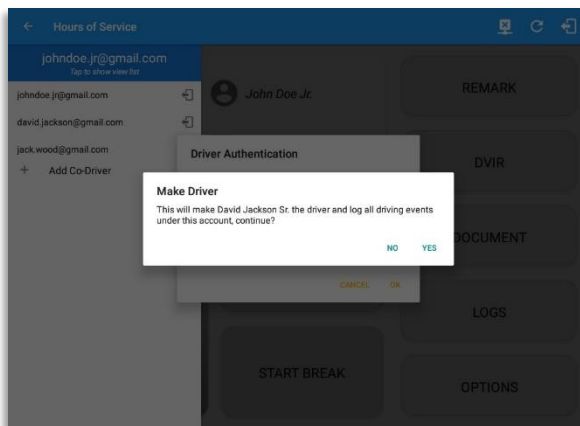 Hours of Service
johndoe.jr@gmail.com
Tap to show view list
johndoe.jr@gmail.com
david.jackson@gmail.com
jack.wood@gmail.com
+ Add Co-Driver
John Doe Jr.
REMARK
DVIR
DOCUMENT
LOGS
OPTIONS
START BREAK
Driver Authentication
Make Driver
This will make David Jackson Sr. the driver and log all driving events
under this account, continue?
NO YES
CANCEL OK